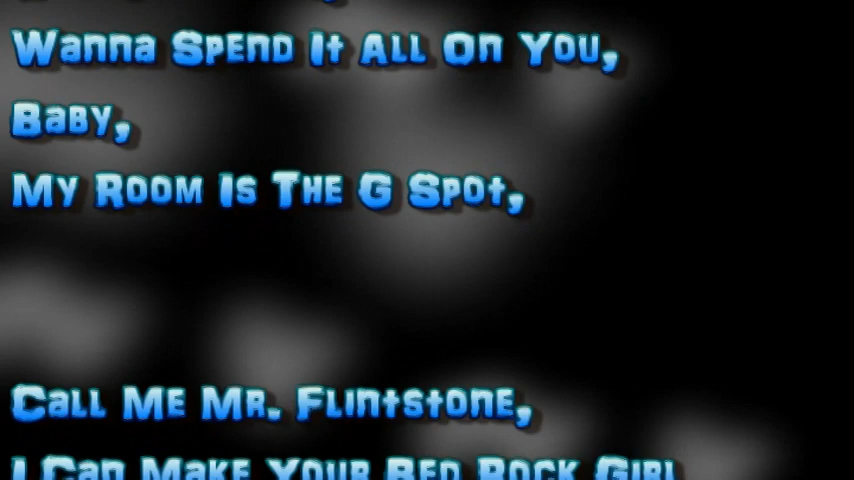 Wanna Spend It All On You,
Baby,
My Room Is The G Spot,
Call Me Mr. Flintstone,
I Can Make Your Bed Rock Girl